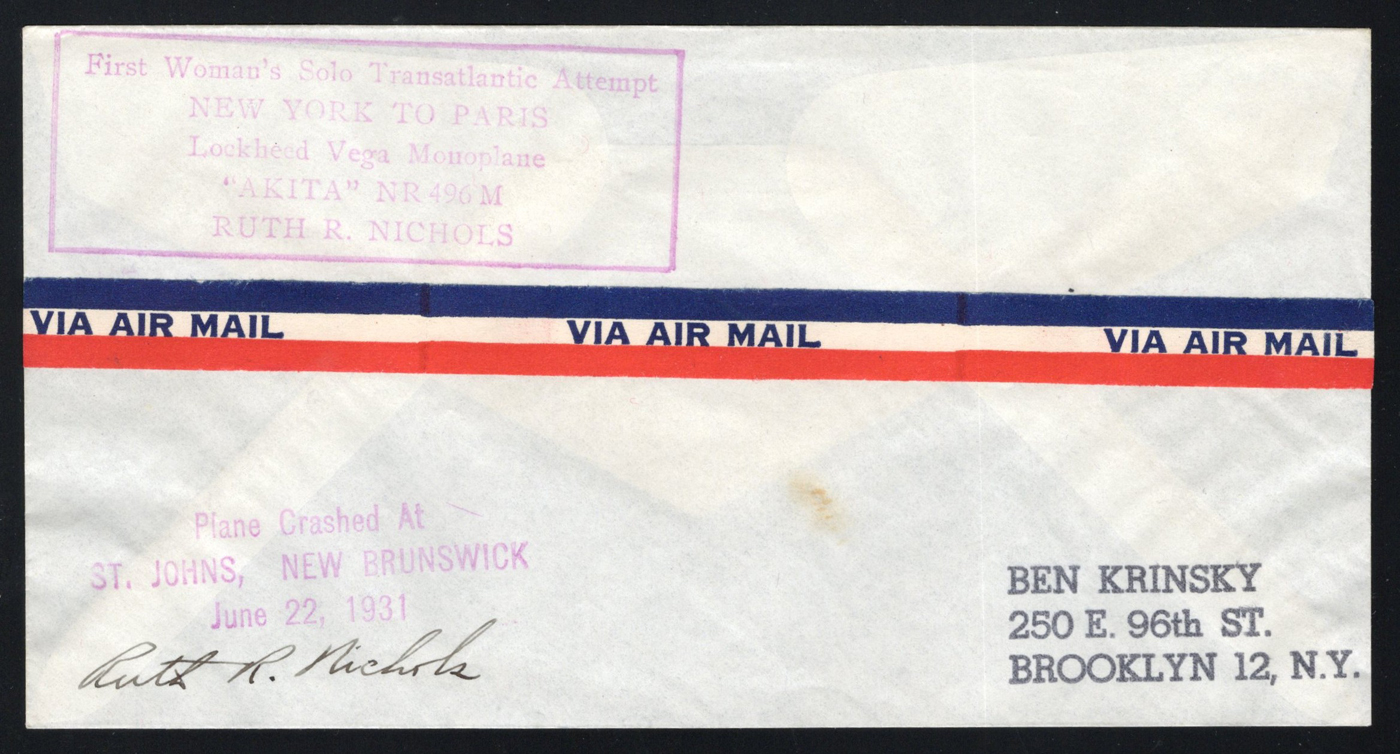 First Woman's Solo Transatlantic Attempt
NEW YORK TO PARIS
Lockheed Vega Monoplane
"AKITA" NR 496 M
RUTH R. NICHOLS
VIA AIR MAIL VIA AIR MAIL VIA AIR MAIL
Plane Crashed At
ST. JOHNS, NEW BRUNSWICK
June 22, 1931
Ruth R. Nichols
BEN KRINSKY
250 E. 96th ST.
BROOKLYN 12, N.Y.